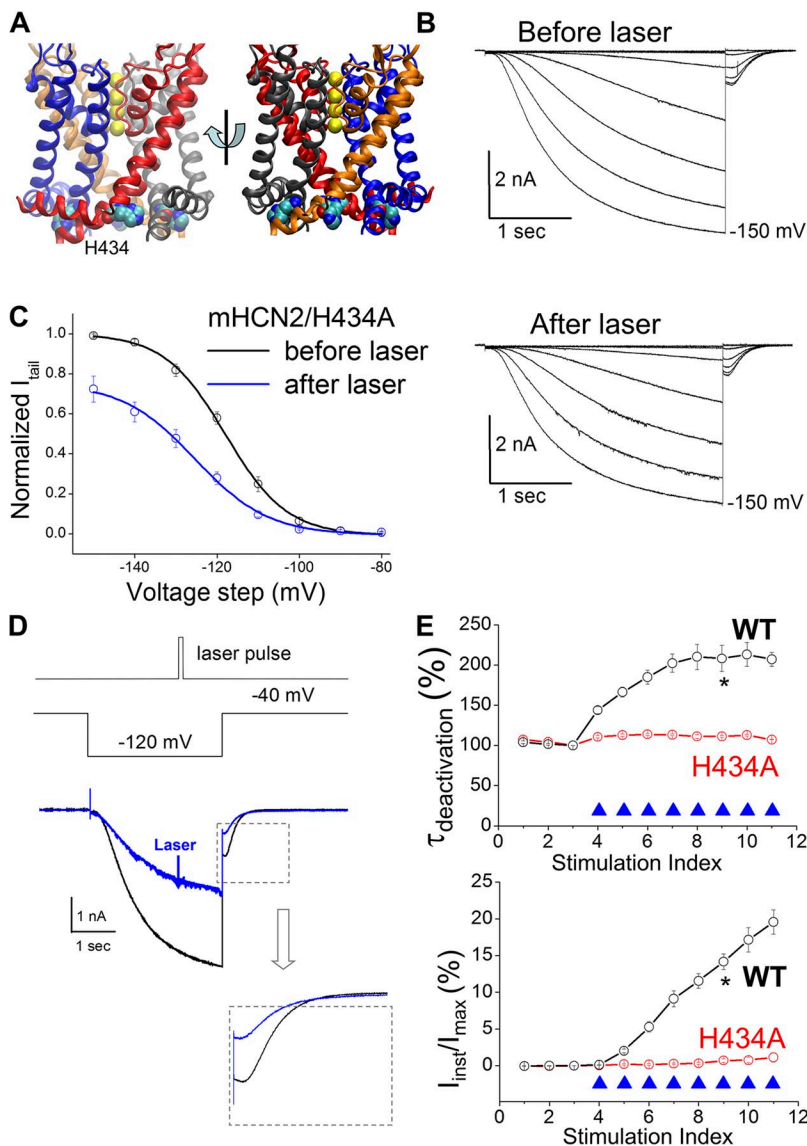 A
H434
B
Before laser
2 nA
1 sec
-150 mV
After laser
2 nA
1 sec
-150 mV
C
mHCN2/H434A
before laser
after laser
Normalized I_tail
1.0
0.8
0.6
0.4
0.2
0.0
-140
-120
-100
-80
Voltage step (mV)
D
laser pulse
-40 mV
-120 mV
Laser
1 nA
1 sec
E
τ_deactivation (%)
250
200
150
100
50
0
WT
*
H434A
0 2 4 6 8 10 12
Stimulation Index
I_inst/I_max (%)
25
20
15
10
5
0
WT
*
H434A
0 2 4 6 8 10 12
Stimulation Index